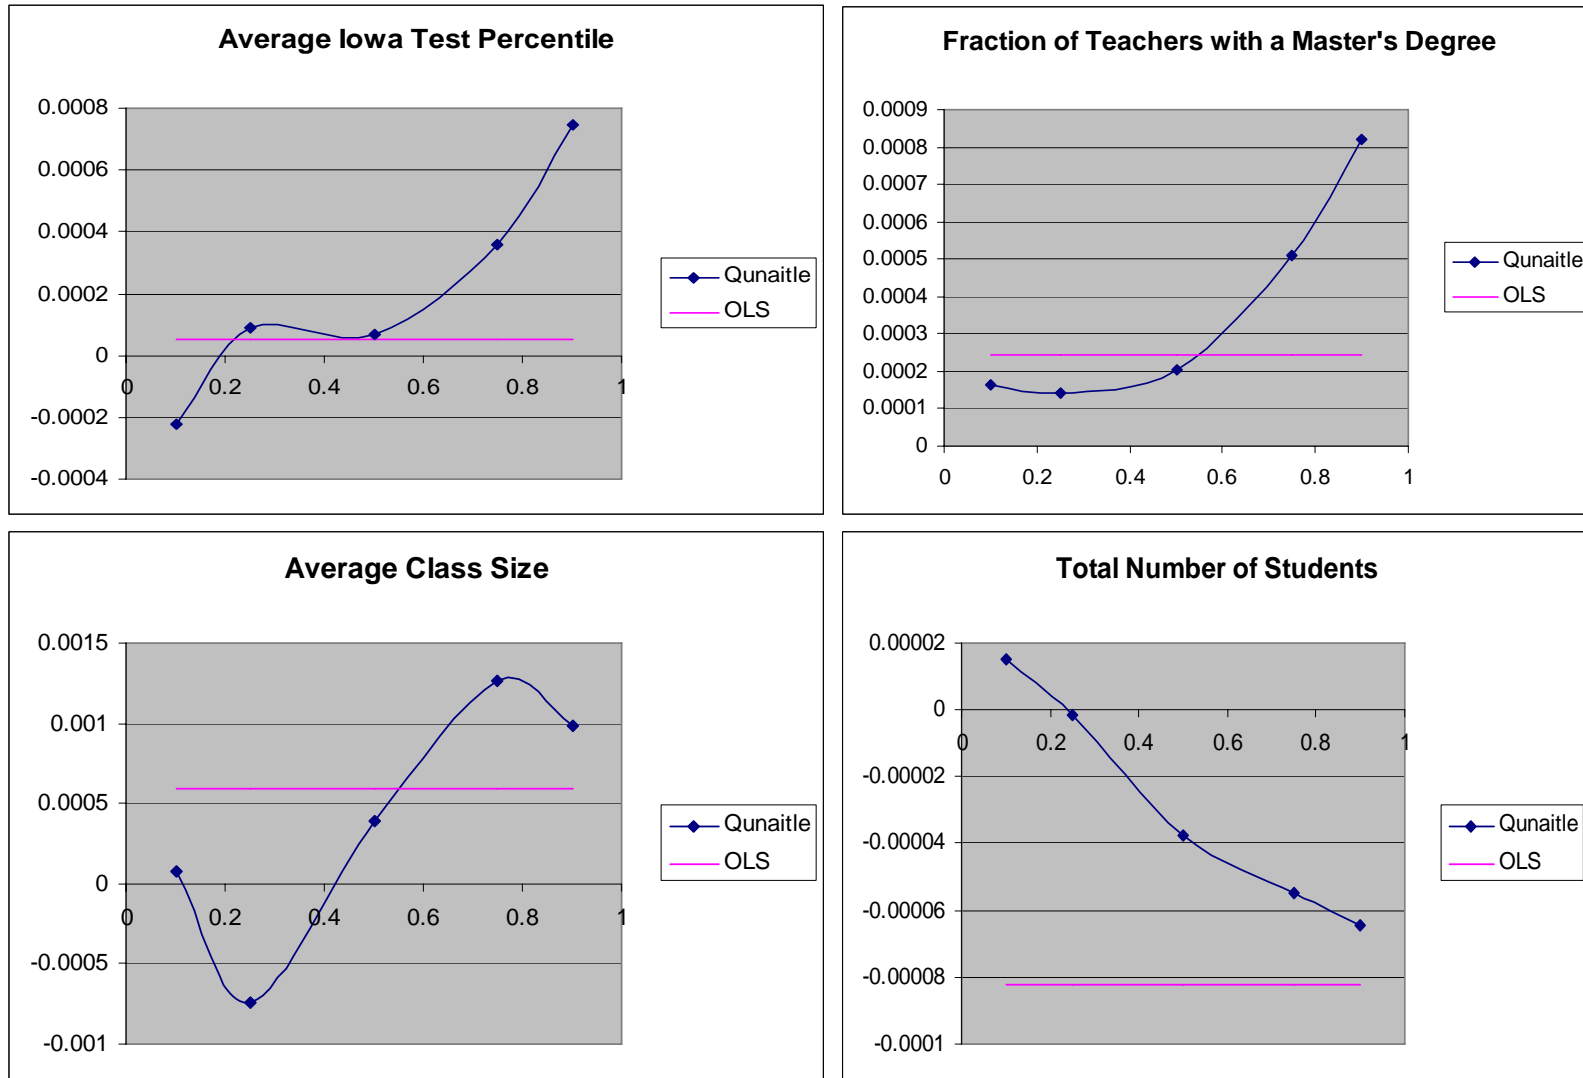 Average Iowa Test Percentile
0.0008
0.0006
0.0004
0.0002
0
-0.0002
-0.0004
0 0.2 0.4 0.6 0.8 1
Qunaitle
OLS
Fraction of Teachers with a Master's Degree
0.0009
0.0008
0.0007
0.0006
0.0005
0.0004
0.0003
0.0002
0.0001
0
0 0.2 0.4 0.6 0.8 1
Qunaitle
OLS
Average Class Size
0.0015
0.001
0.0005
0
-0.0005
-0.001
0 0.2 0.4 0.6 0.8 1
Qunaitle
OLS
Total Number of Students
0.00002
0
-0.00002
-0.00004
-0.00006
-0.00008
-0.0001
0 0.2 0.4 0.6 0.8 1
Qunaitle
OLS